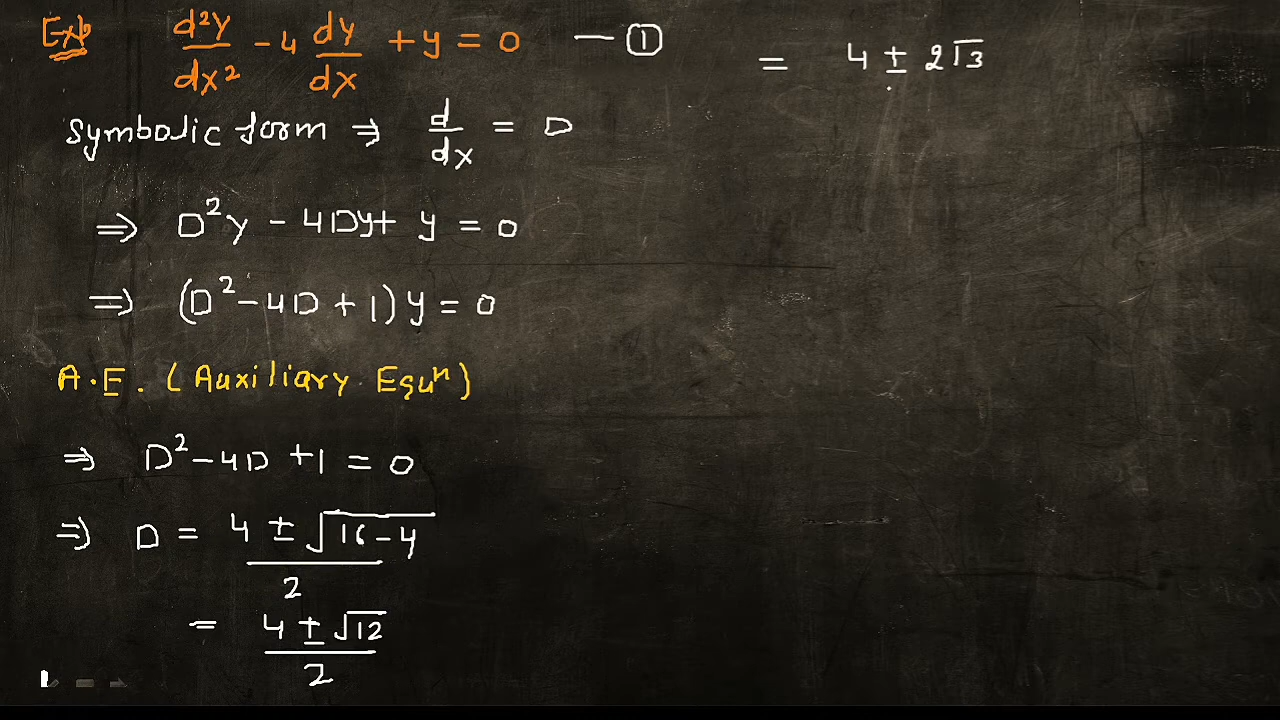 Ex. d²y/dx² - 4 dy/dx + y = 0 — ①
Symbolic form ⇒ d/dx = D
⇒ D²y - 4Dy + y = 0
⇒ (D² - 4D + 1) y = 0
A.E. (Auxiliary Equⁿ)
⇒ D² - 4D + 1 = 0
⇒ D = 4 ± √16-4 / 2
= 4 ± √12 / 2
= 4 ± 2√3